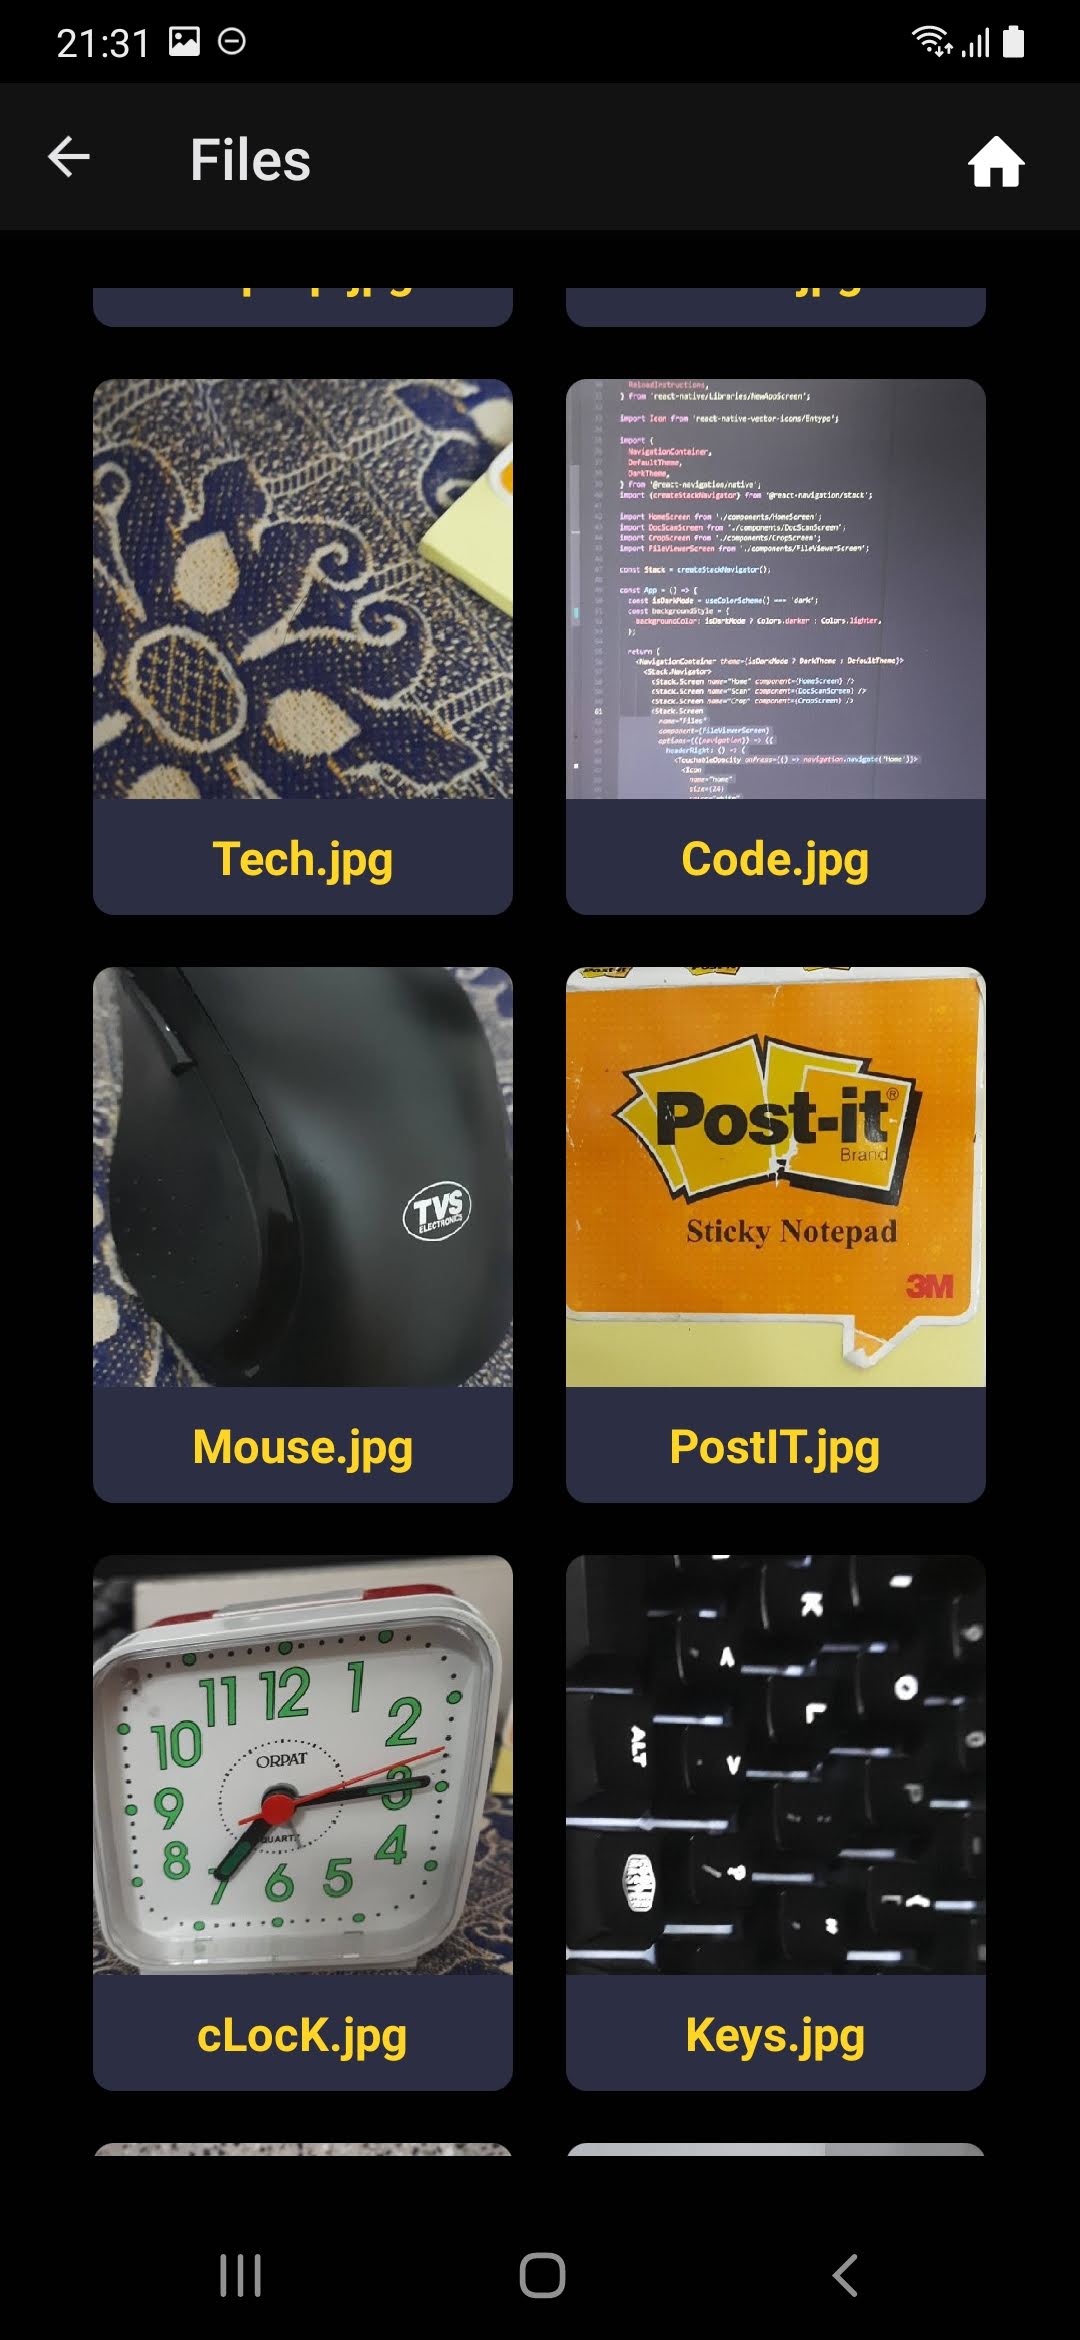 21:31
Files
ReloadInstructions,
} from 'react-native/Libraries/NewAppScreen';
import Icon from 'react-native-vector-icons/Entypo';
import {
NavigationContainer,
DefaultTheme,
DarkTheme,
} from '@react-navigation/native';
import {createStackNavigator} from '@react-navigation/stack';
import HomeScreen from './components/HomeScreen';
import DocScanScreen from './components/DocScanScreen';
import CropScreen from './components/CropScreen';
import FileViewerScreen from './components/FileViewerScreen';
const Stack = createStackNavigator();
const App = () => {
const isDarkMode = useColorScheme() === 'dark';
const backgroundStyle = {
backgroundColor: isDarkMode ? Colors.darker : Colors.lighter,
};
return (
<NavigationContainer theme={isDarkMode ? DarkTheme : DefaultTheme}>
<Stack.Navigator>
<Stack.Screen name="Home" component={HomeScreen} />
<Stack.Screen name="Scan" component={DocScanScreen} />
<Stack.Screen name="Crop" component={CropScreen} />
61 <Stack.Screen
name="Files"
component={FileViewerScreen}
options={({navigation}) => ({
headerRight: () => (
<TouchableOpacity onPress={() => navigation.navigate('Home')}>
<Icon
name="home"
size={24}
Tech.jpg
Code.jpg
TVS
ELECTRONICS
Post-it®
Brand
Sticky Notepad
3M
Mouse.jpg
PostIT.jpg
11 12 1
10 2
ORPAT
9 3
QUART
8 4
7 6 5
K
A
O
L
ALT
V
P
cLocK.jpg
Keys.jpg